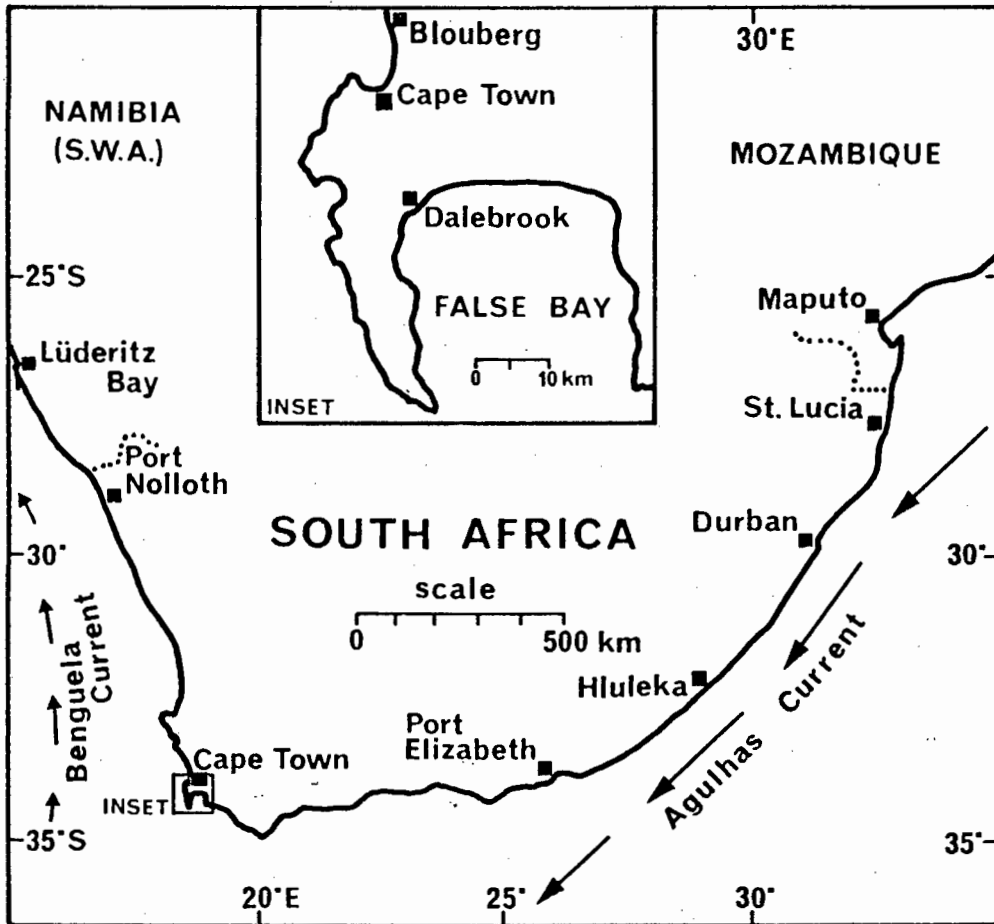 Blouberg
30°E
Cape Town
NAMIBIA
(S.W.A.)
MOZAMBIQUE
Dalebrook
25°S
Maputo
FALSE BAY
Lüderitz
Bay
0 10 km
St. Lucia
INSET
Port
Nolloth
Durban
SOUTH AFRICA
30°
30°
scale
0 500 km
Benguela
Current
Hluleka
Agulhas Current
Port
Elizabeth
Cape Town
INSET
35°S
35°
20°E
25°
30°